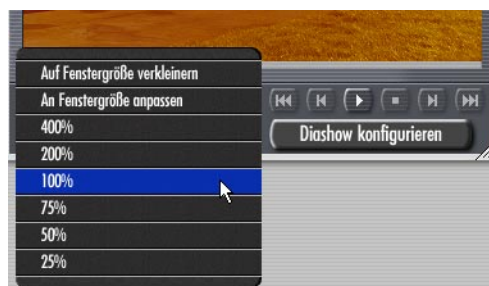 Auf Fenstergröße verkleinern
An Fenstergröße anpassen
400%
200%
100%
75%
50%
25%
Diashow konfigurieren